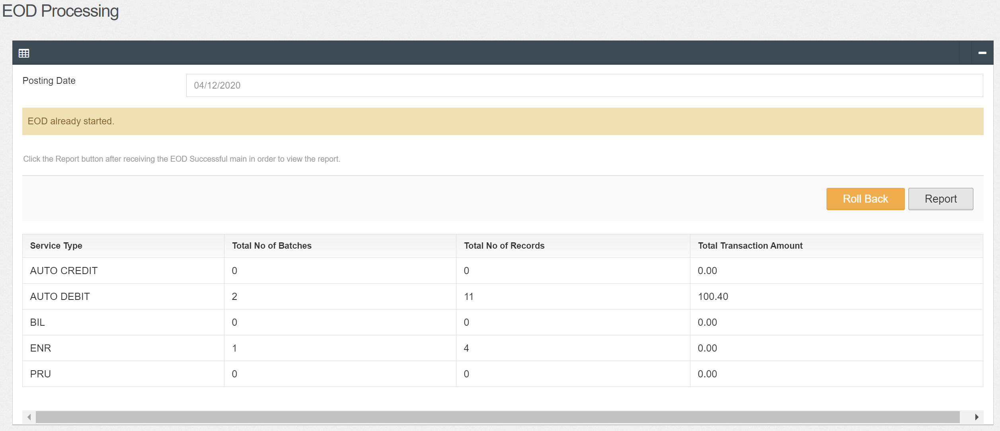 EOD Processing
Posting Date
04/12/2020
EOD already started.
Click the Report button after receiving the EOD Successful main in order to view the report.
Roll Back Report
Service Type Total No of Batches Total No of Records Total Transaction Amount
AUTO CREDIT 0 0 0.00
AUTO DEBIT 2 11 100.40
BIL 0 0 0.00
ENR 1 4 0.00
PRU 0 0 0.00